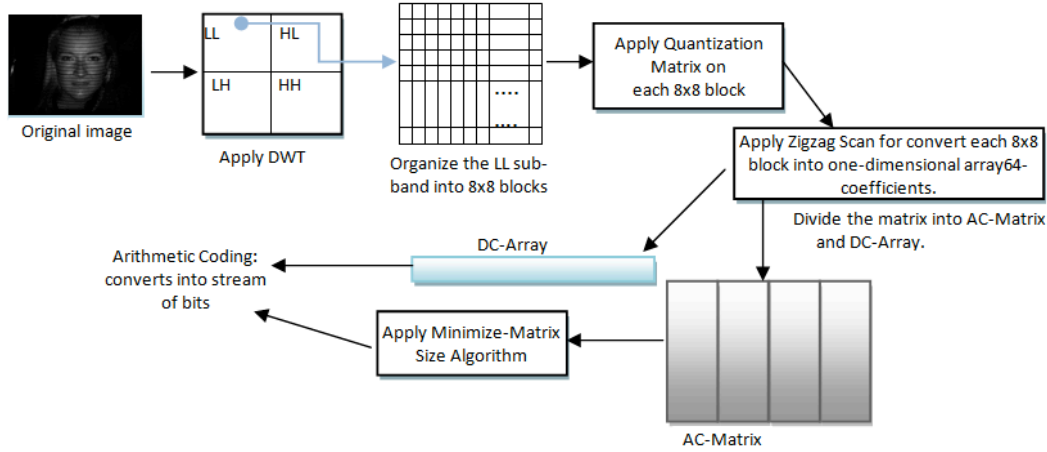 Original image
LL
HL
LH
HH
Apply DWT
....
....
Organize the LL sub-
band into 8x8 blocks
Apply Quantization
Matrix on
each 8x8 block
Apply Zigzag Scan for convert each 8x8
block into one-dimensional array64-
coefficients.
Divide the matrix into AC-Matrix
and DC-Array.
DC-Array
Arithmetic Coding:
converts into stream
of bits
Apply Minimize-Matrix
Size Algorithm
AC-Matrix